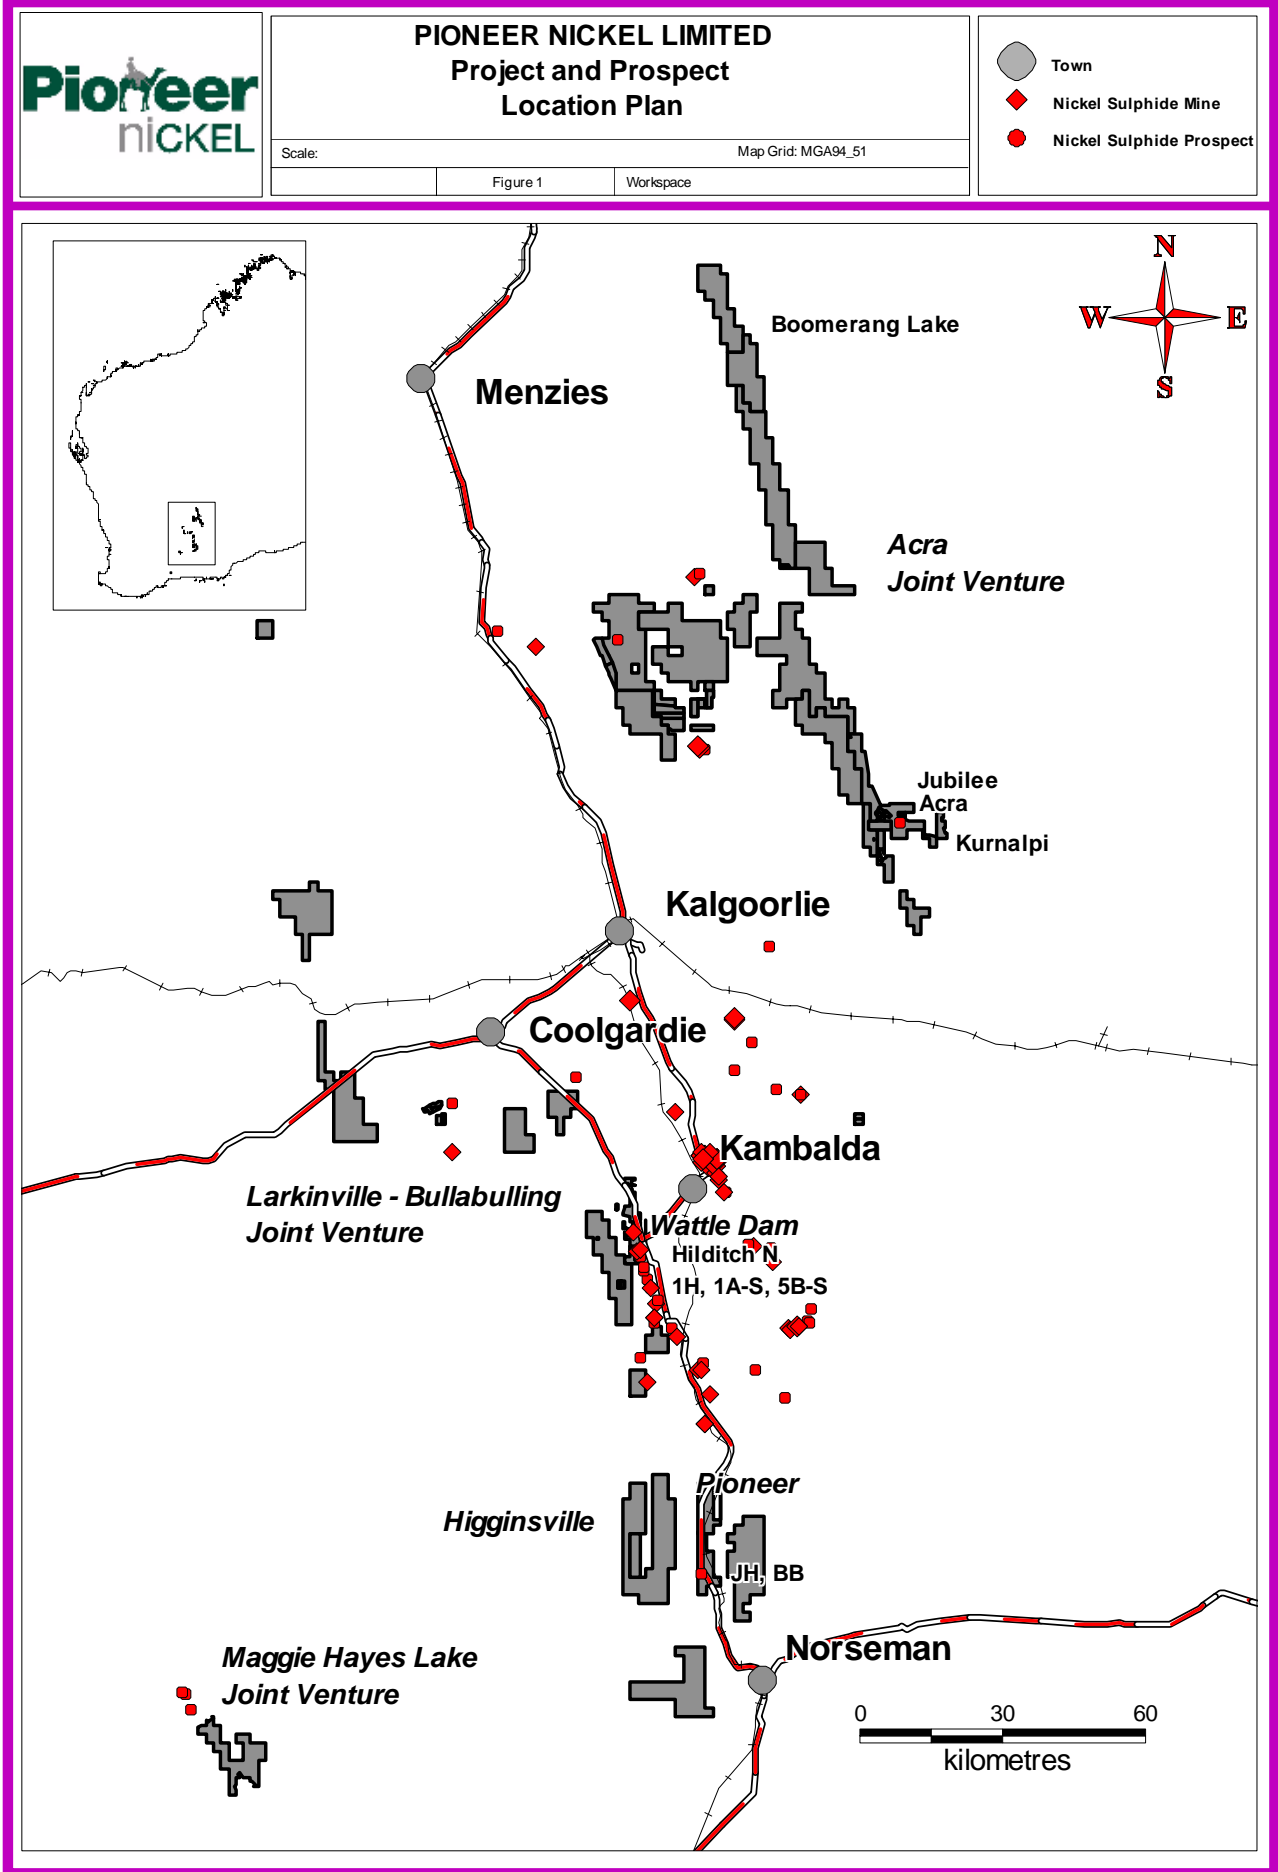 Pioneer
niCKEL
PIONEER NICKEL LIMITED
Project and Prospect
Location Plan
Scale:
Map Grid: MGA94_51
Figure 1
Workspace
Town
Nickel Sulphide Mine
Nickel Sulphide Prospect
N
W
E
S
Boomerang Lake
Menzies
Acra
Joint Venture
Jubilee
Acra
Kurnalpi
Kalgoorlie
Coolgardie
Kambalda
Larkinville - Bullabulling
Joint Venture
Wattle Dam
Hilditch N
1H, 1A-S, 5B-S
Pioneer
Higginsville
JH, BB
Norseman
Maggie Hayes Lake
Joint Venture
0 30 60
kilometres